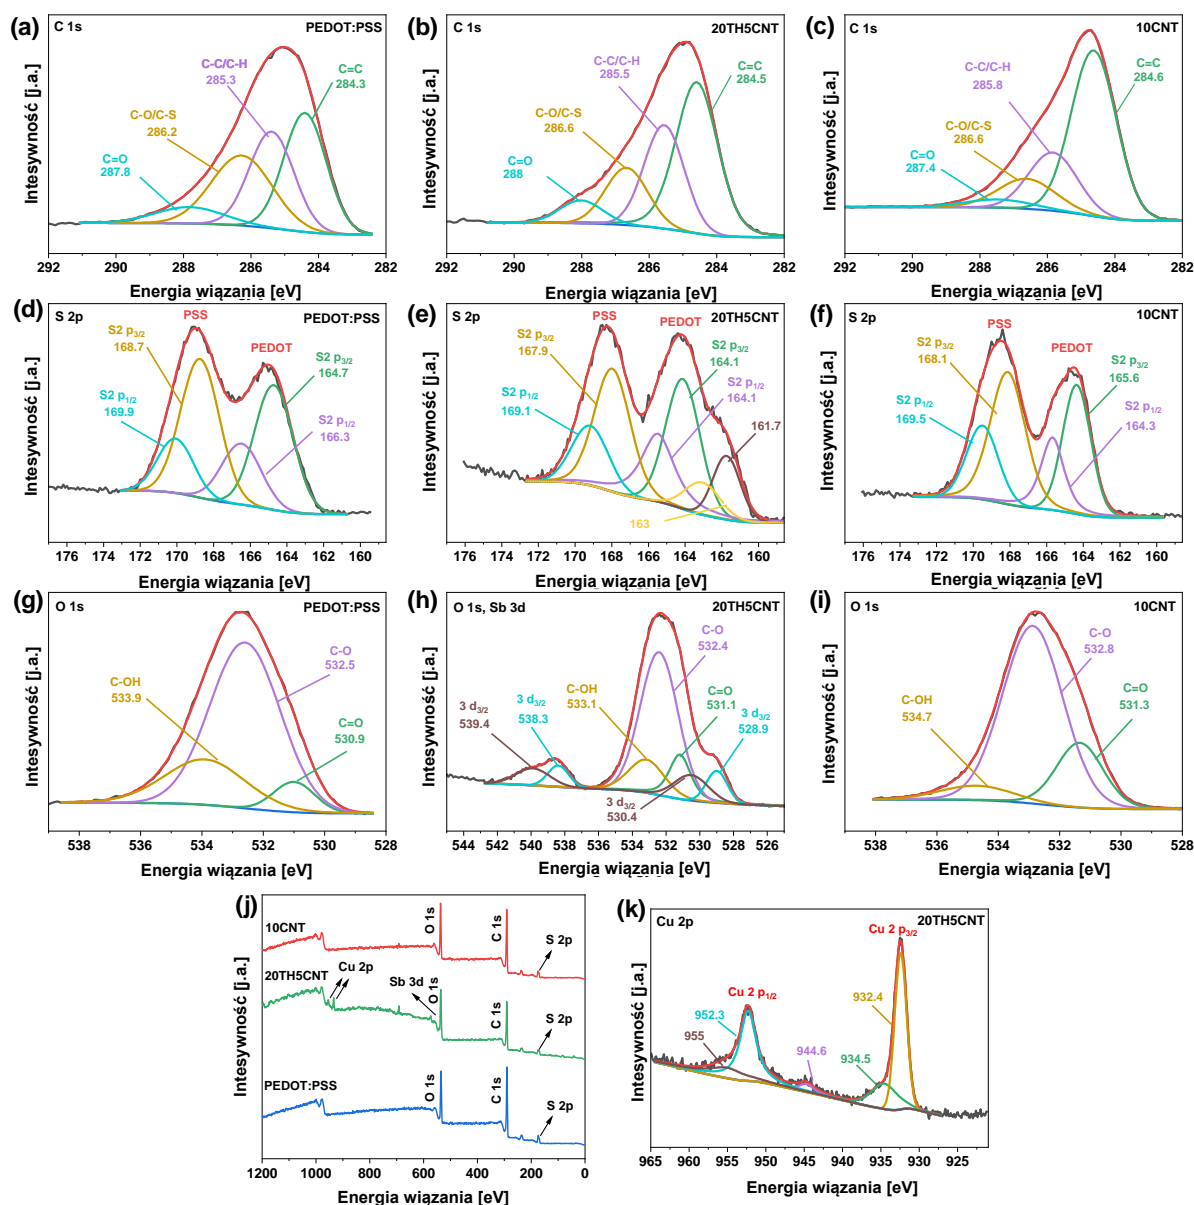 (a) C 1s PEDOT:PSS
C-C/C-H
285.3
C=C
284.3
C-O/C-S
286.2
C=O
287.8
Intesywność [j.a.]
292 290 288 286 284 282
Energia wiązania [eV]
(b) C 1s 20TH5CNT
C-C/C-H
285.5
C=C
284.5
C-O/C-S
286.6
C=O
288
Intesywność [j.a.]
292 290 288 286 284 282
Energia wiązania [eV]
(c) C 1s 10CNT
C=C
284.6
C-C/C-H
285.8
C-O/C-S
286.6
C=O
287.4
Intesywność [j.a.]
292 290 288 286 284 282
Energia wiązania [eV]
(d) S 2p PEDOT:PSS
PSS
PEDOT
S2 p3/2
168.7
S2 p3/2
164.7
S2 p1/2
169.9
S2 p1/2
166.3
Intesywność [j.a.]
176 174 172 170 168 166 164 162 160
Energia wiązania [eV]
(e) S 2p 20TH5CNT
PSS
PEDOT
S2 p3/2
167.9
S2 p3/2
164.1
S2 p1/2
169.1
S2 p1/2
164.1
161.7
163
Intesywność [j.a.]
176 174 172 170 168 166 164 162 160
Energia wiązania [eV]
(f) S 2p 10CNT
PSS
PEDOT
S2 p3/2
168.1
S2 p3/2
165.6
S2 p1/2
169.5
S2 p1/2
164.3
Intesywność [j.a.]
176 174 172 170 168 166 164 162 160
Energia wiązania [eV]
(g) O 1s PEDOT:PSS
C-O
532.5
C-OH
533.9
C=O
530.9
Intesywność [j.a.]
538 536 534 532 530 528
Energia wiązania [eV]
(h) O 1s, Sb 3d 20TH5CNT
C-O
532.4
C-OH
533.1
C=O
531.1
3 d3/2
538.3
3 d3/2
539.4
3 d3/2
528.9
3 d3/2
530.4
Intesywność [j.a.]
544 542 540 538 536 534 532 530 528 526
Energia wiązania [eV]
(i) O 1s 10CNT
C-O
532.8
C-OH
534.7
C=O
531.3
Intesywność [j.a.]
538 536 534 532 530 528
Energia wiązania [eV]
(j)
10CNT
O 1s
C 1s
S 2p
20TH5CNT
Cu 2p
Sb 3d
O 1s
C 1s
S 2p
PEDOT:PSS
O 1s
C 1s
S 2p
Intesywność [j.a.]
1200 1000 800 600 400 200 0
Energia wiązania [eV]
(k) Cu 2p 20TH5CNT
Cu 2 p3/2
Cu 2 p1/2
932.4
952.3
955
944.6
934.5
Intesywność [j.a.]
965 960 955 950 945 940 935 930 925
Energia wiązania [eV]